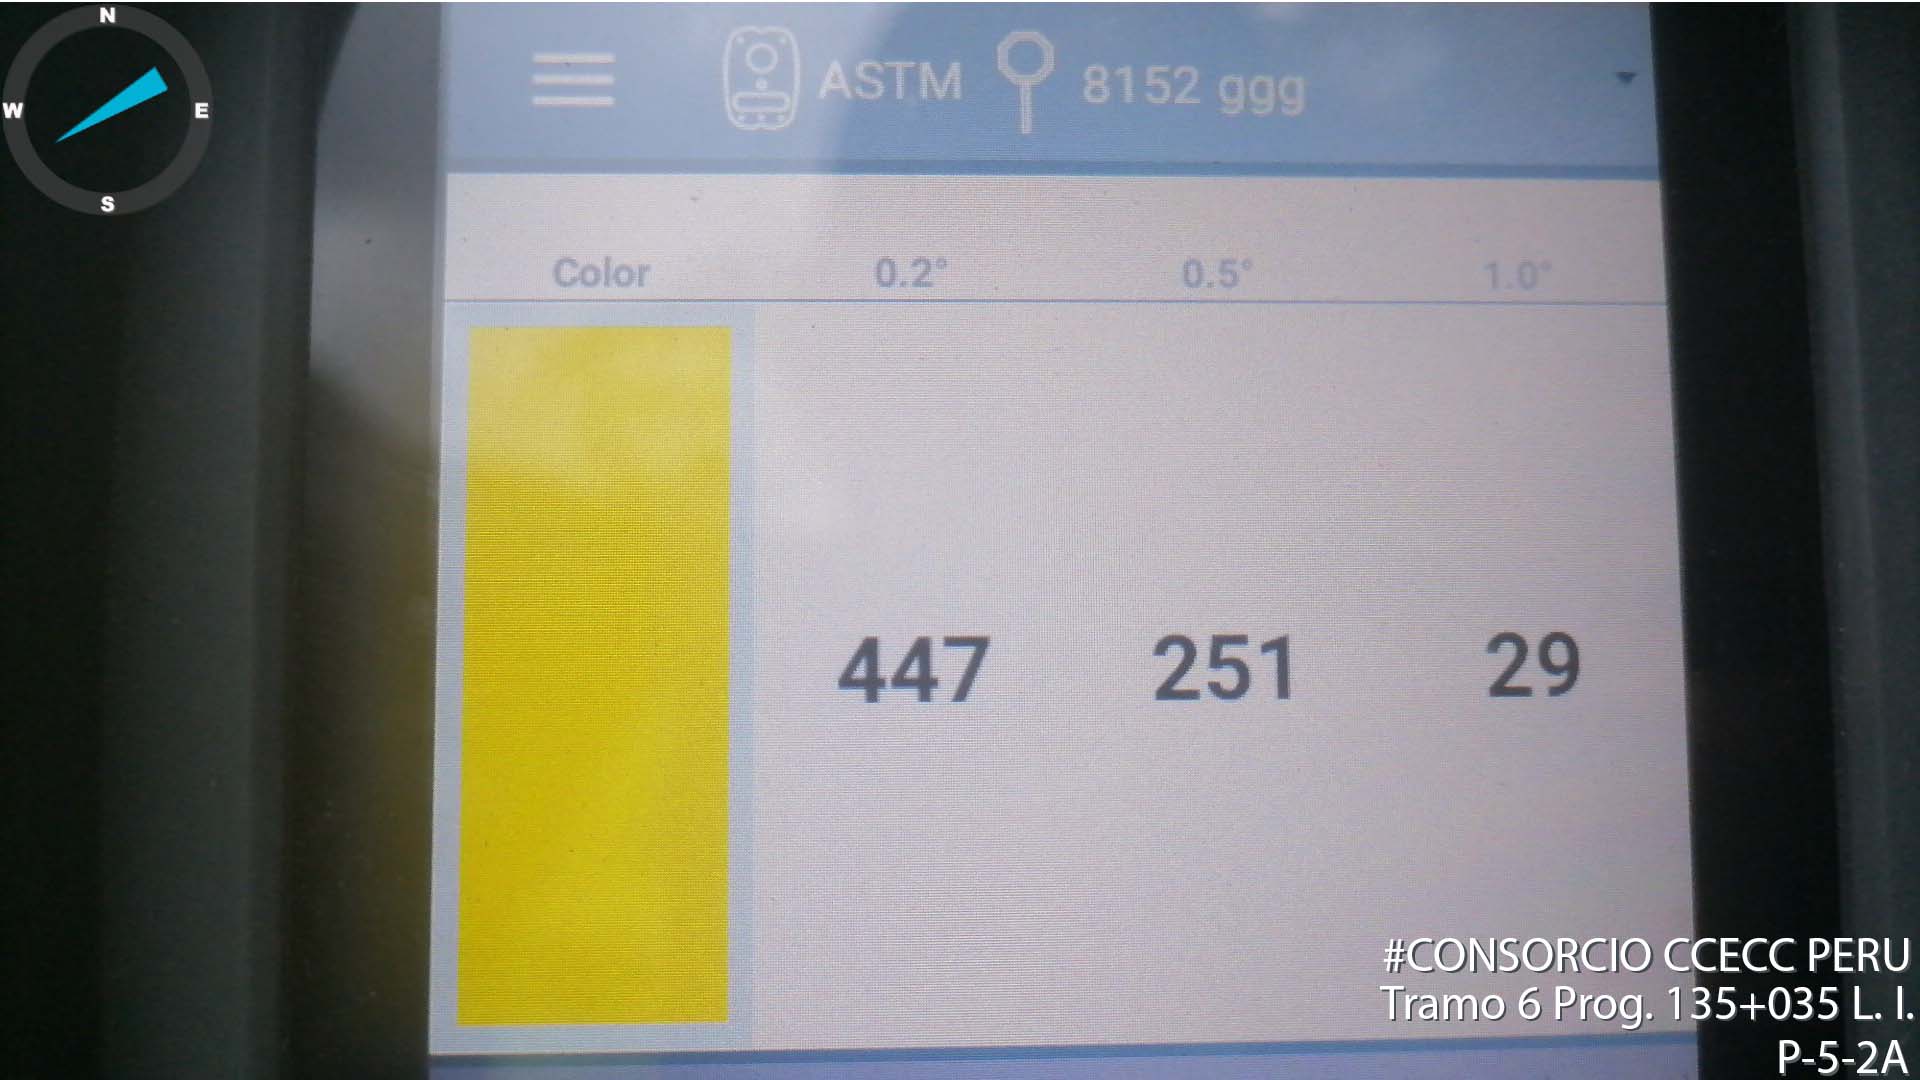 N
W E
S
ASTM 8152 ggg
Color 0.2° 0.5° 1.0°
447 251 29
#CONSORCIO CCECC PERU
Tramo 6 Prog. 135+035 L. I.
P-5-2A